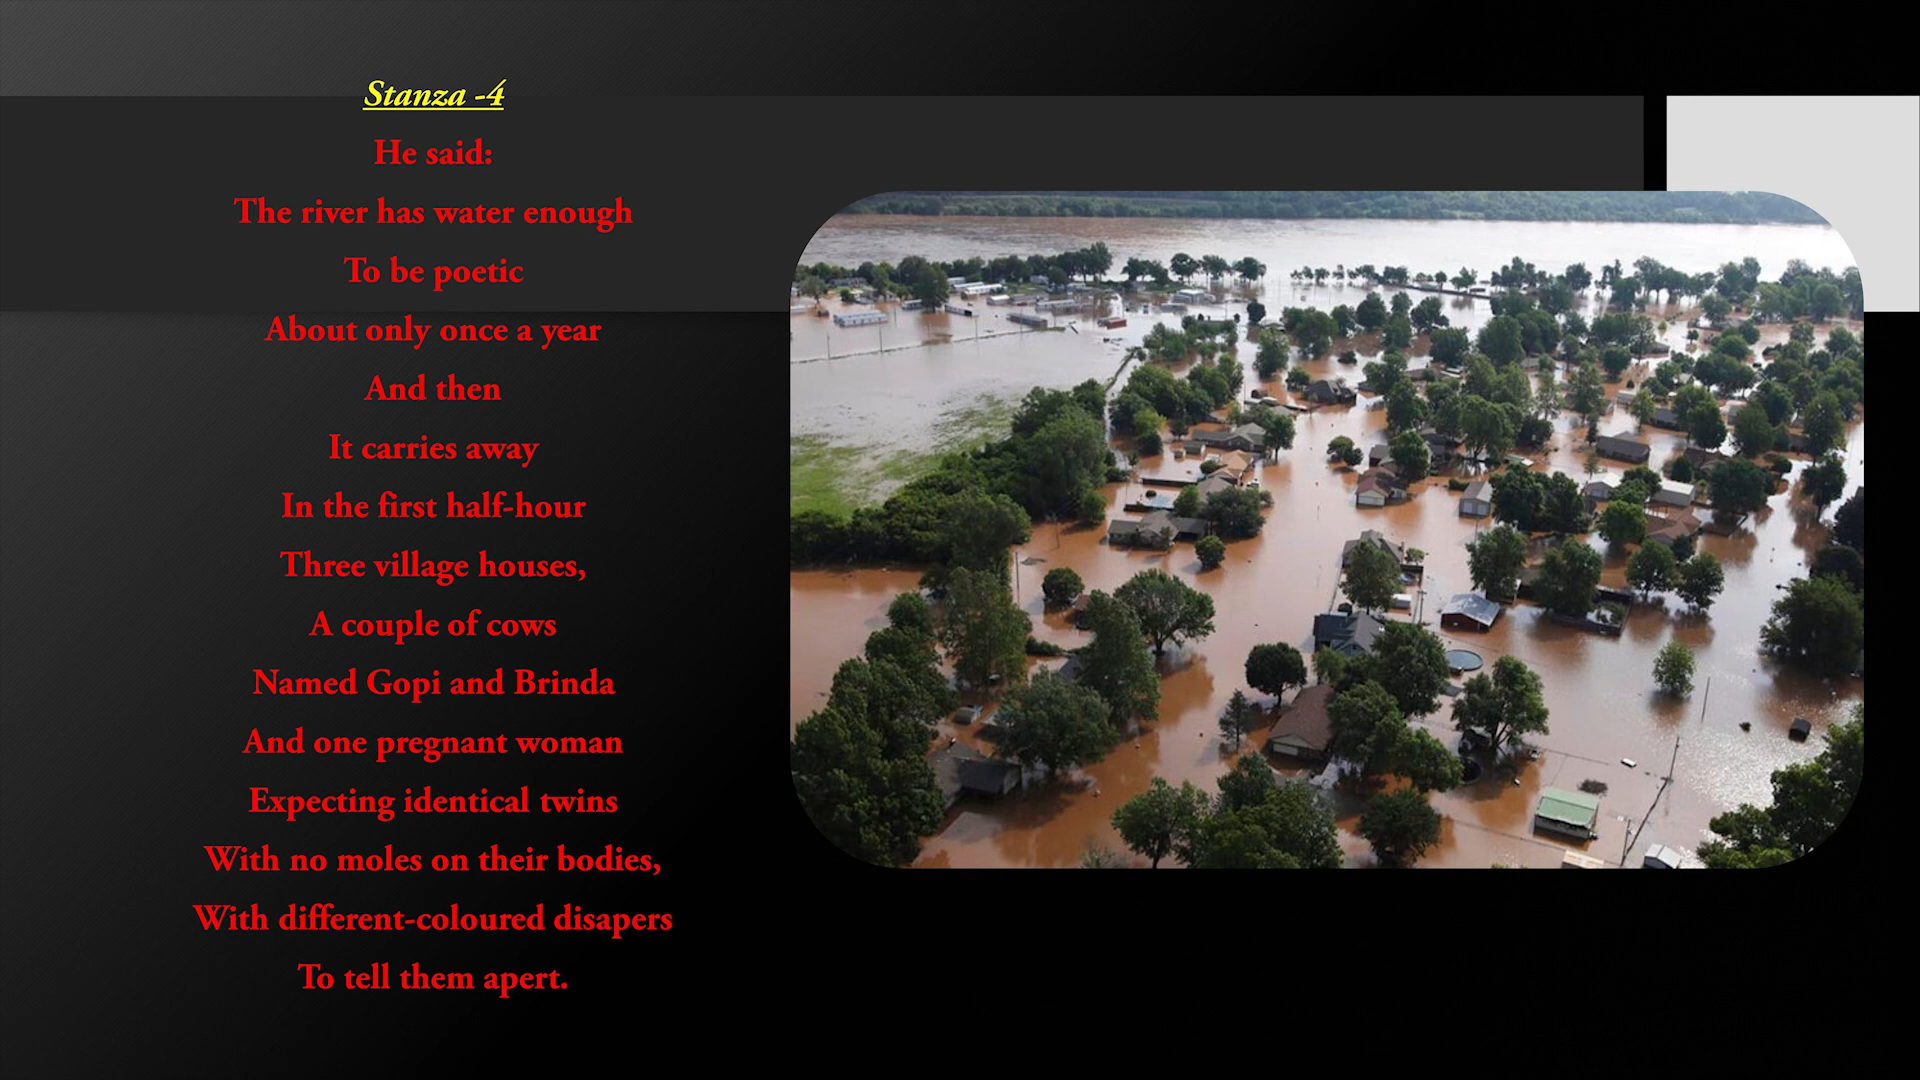 Stanza -4
He said:
The river has water enough
To be poetic
About only once a year
And then
It carries away
In the first half-hour
Three village houses,
A couple of cows
Named Gopi and Brinda
And one pregnant woman
Expecting identical twins
With no moles on their bodies,
With different-coloured disapers
To tell them apert.